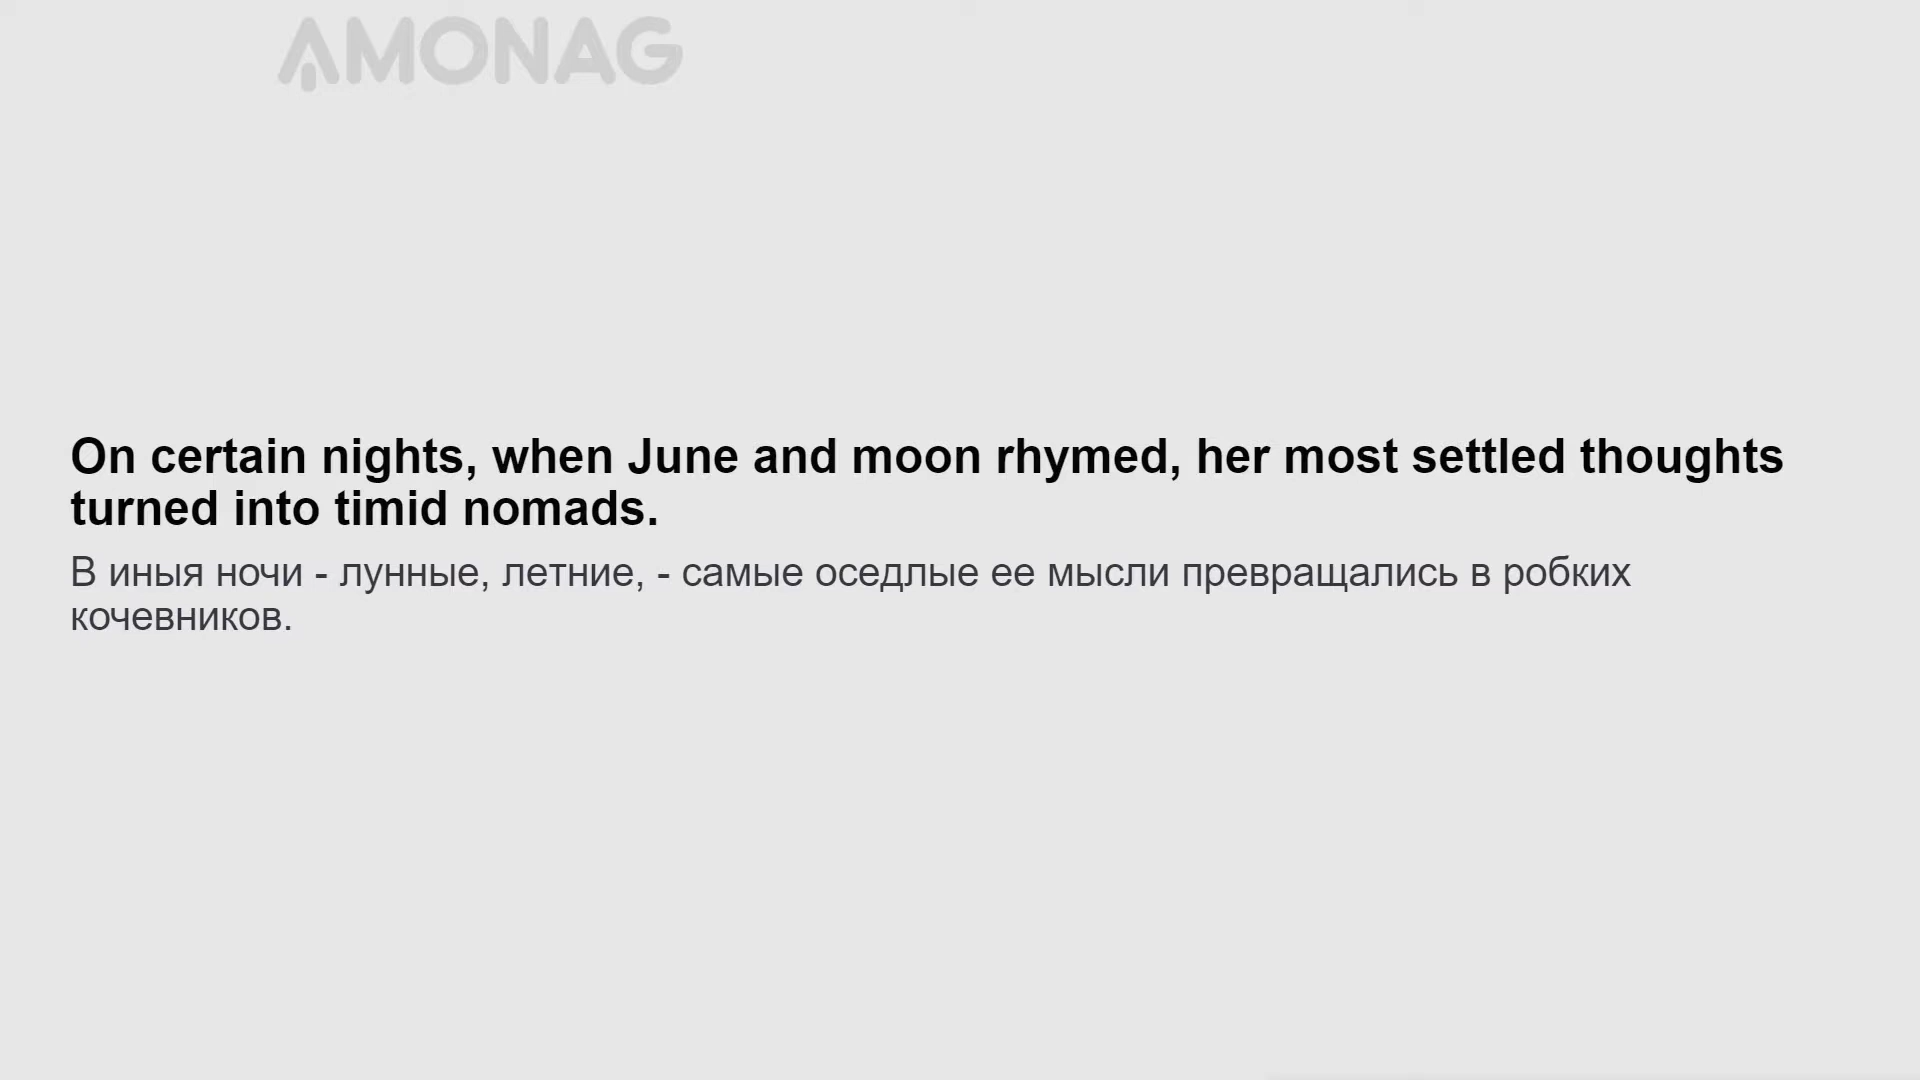 AMONAG
On certain nights, when June and moon rhymed, her most settled thoughts
turned into timid nomads.
В иныя ночи - лунные, летние, - самые оседлые ее мысли превращались в робких
кочевников.